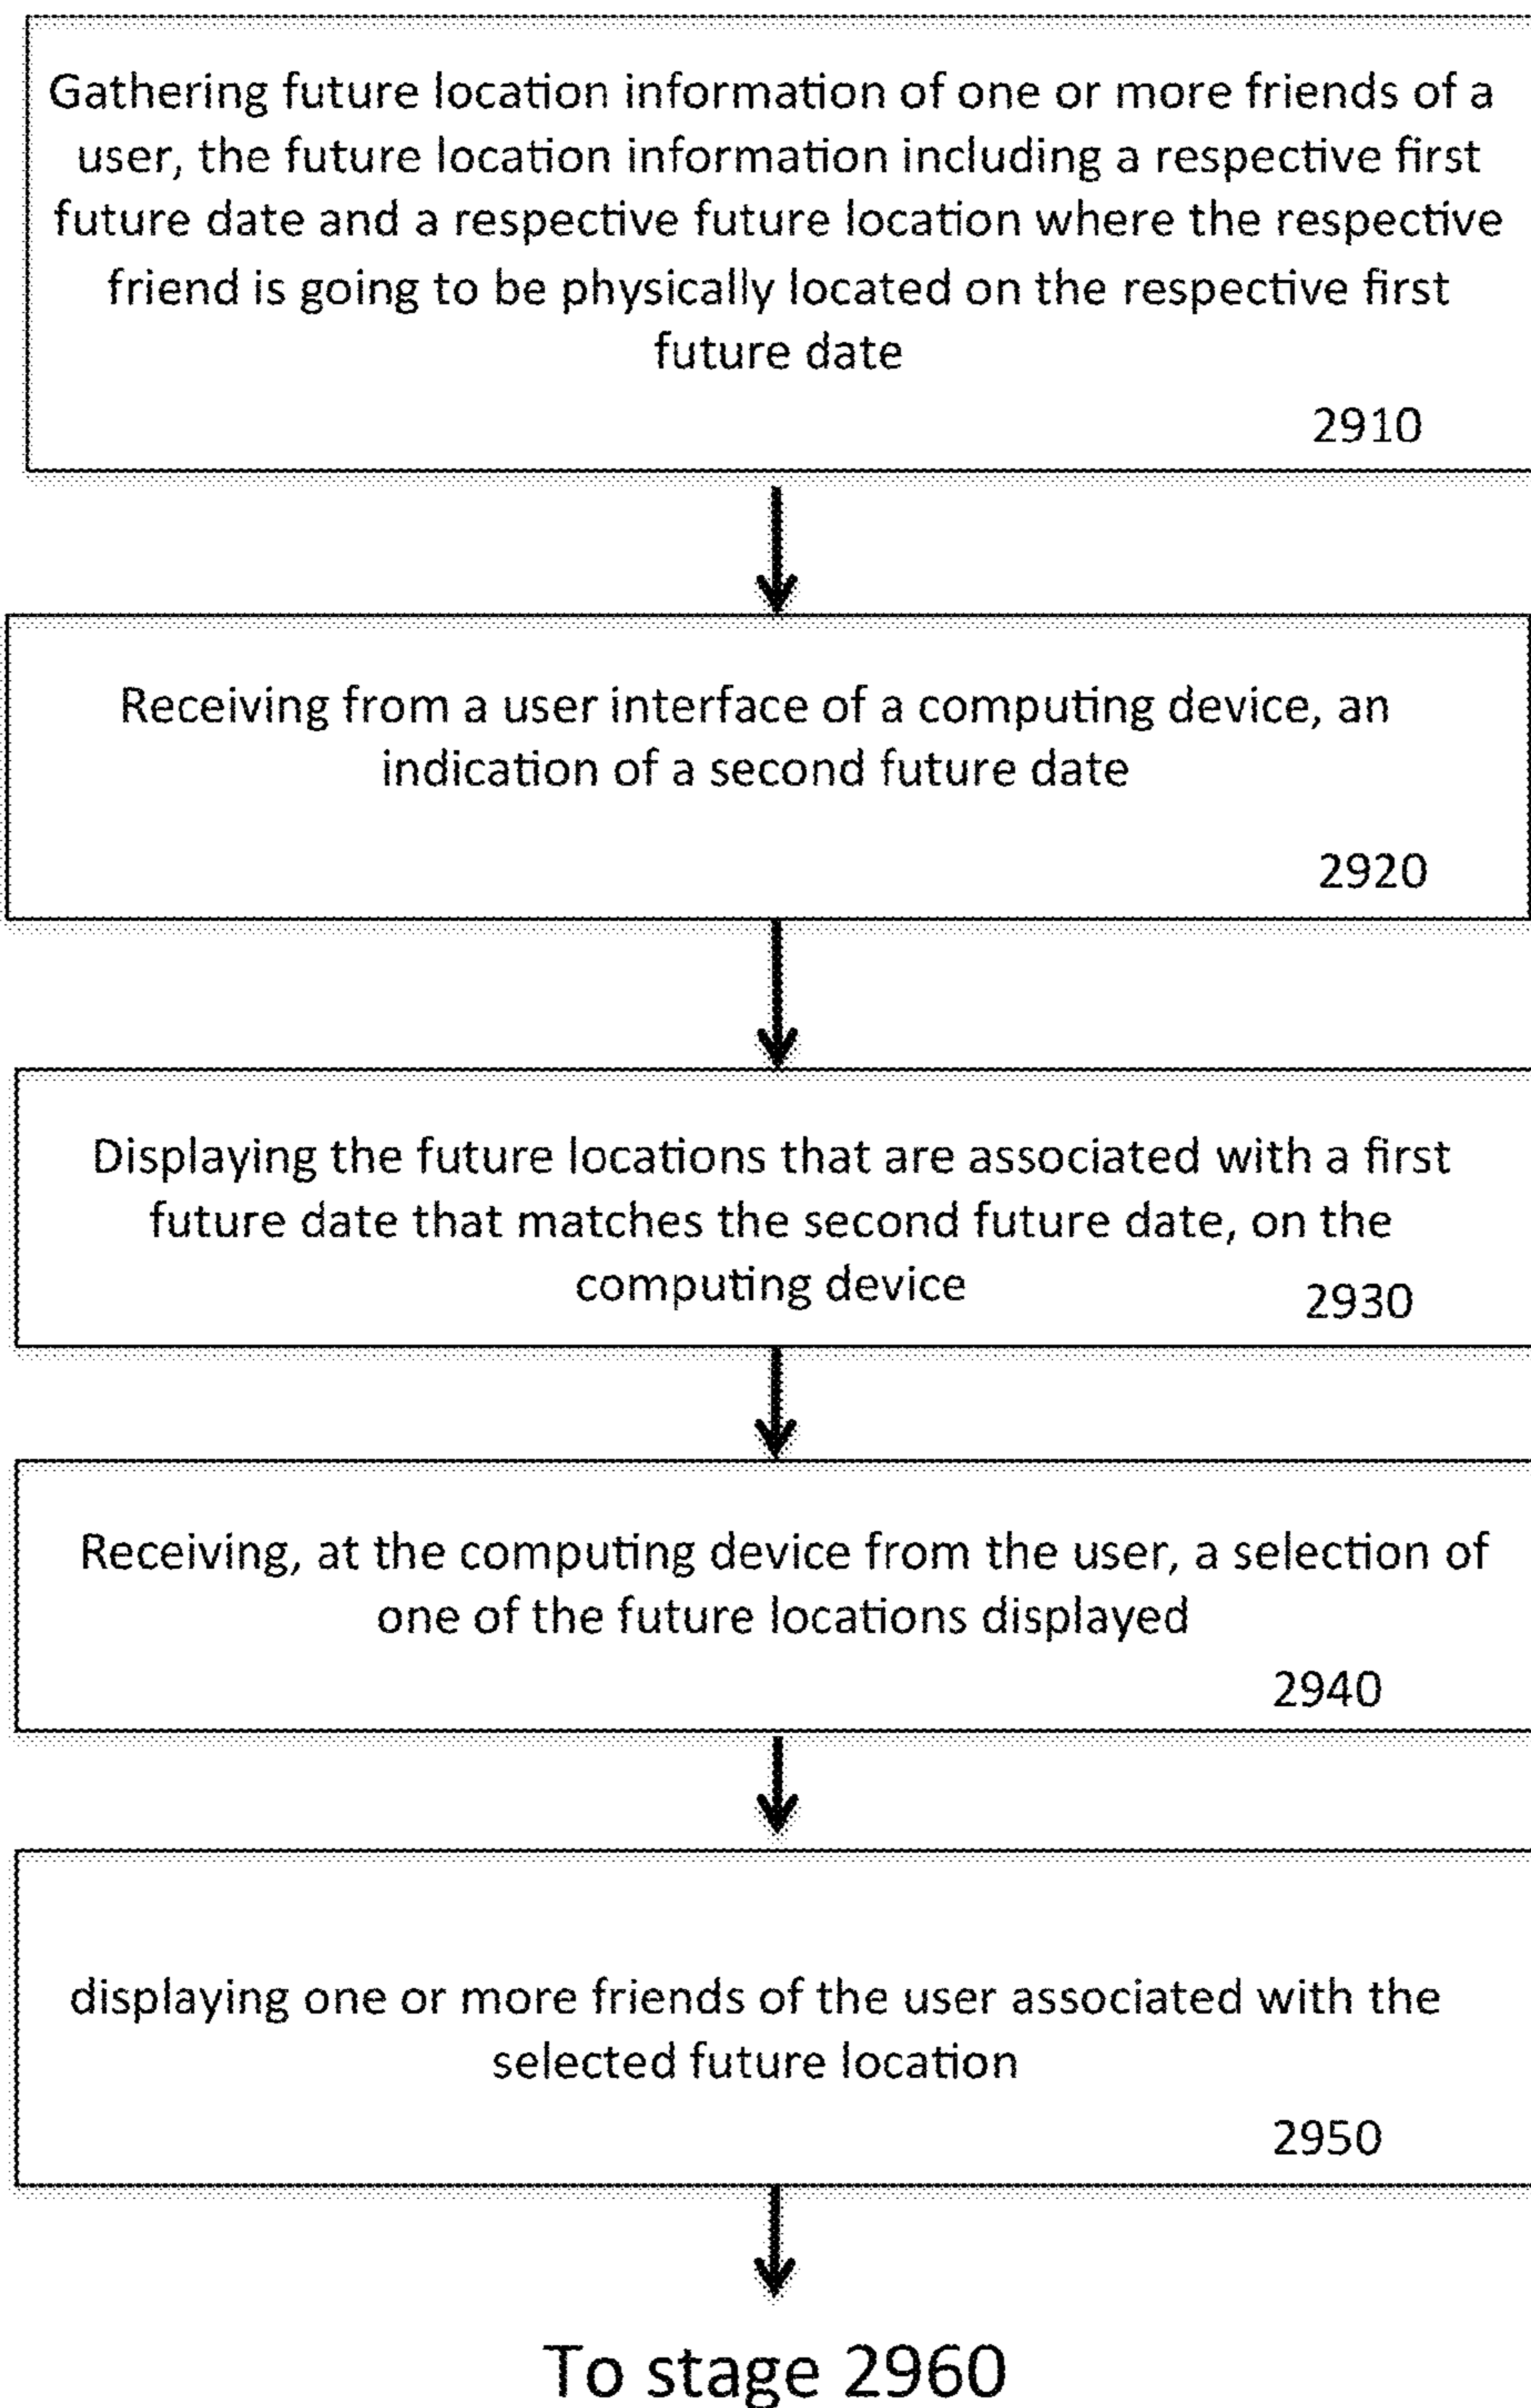 Gathering future location information of one or more friends of a
user, the future location information including a respective first
future date and a respective future location where the respective
friend is going to be physically located on the respective first
future date
2910
Receiving from a user interface of a computing device, an
indication of a second future date
2920
Displaying the future locations that are associated with a first
future date that matches the second future date, on the
computing device
2930
Receiving, at the computing device from the user, a selection of
one of the future locations displayed
2940
displaying one or more friends of the user associated with the
selected future location
2950
To stage 2960